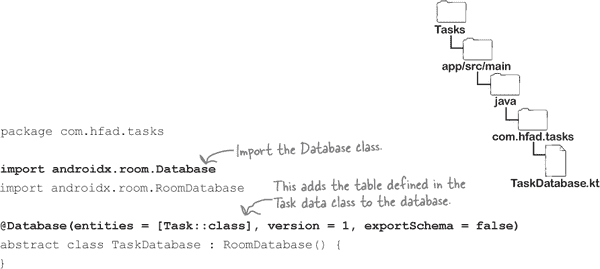 Tasks
app/src/main
java
com.hfad.tasks
TaskDatabase.kt
package com.hfad.tasks
Import the Database class.
import androidx.room.Database
import androidx.room.RoomDatabase
This adds the table defined in the
Task data class to the database.
@Database(entities = [Task::class], version = 1, exportSchema = false)
abstract class TaskDatabase : RoomDatabase() {
}